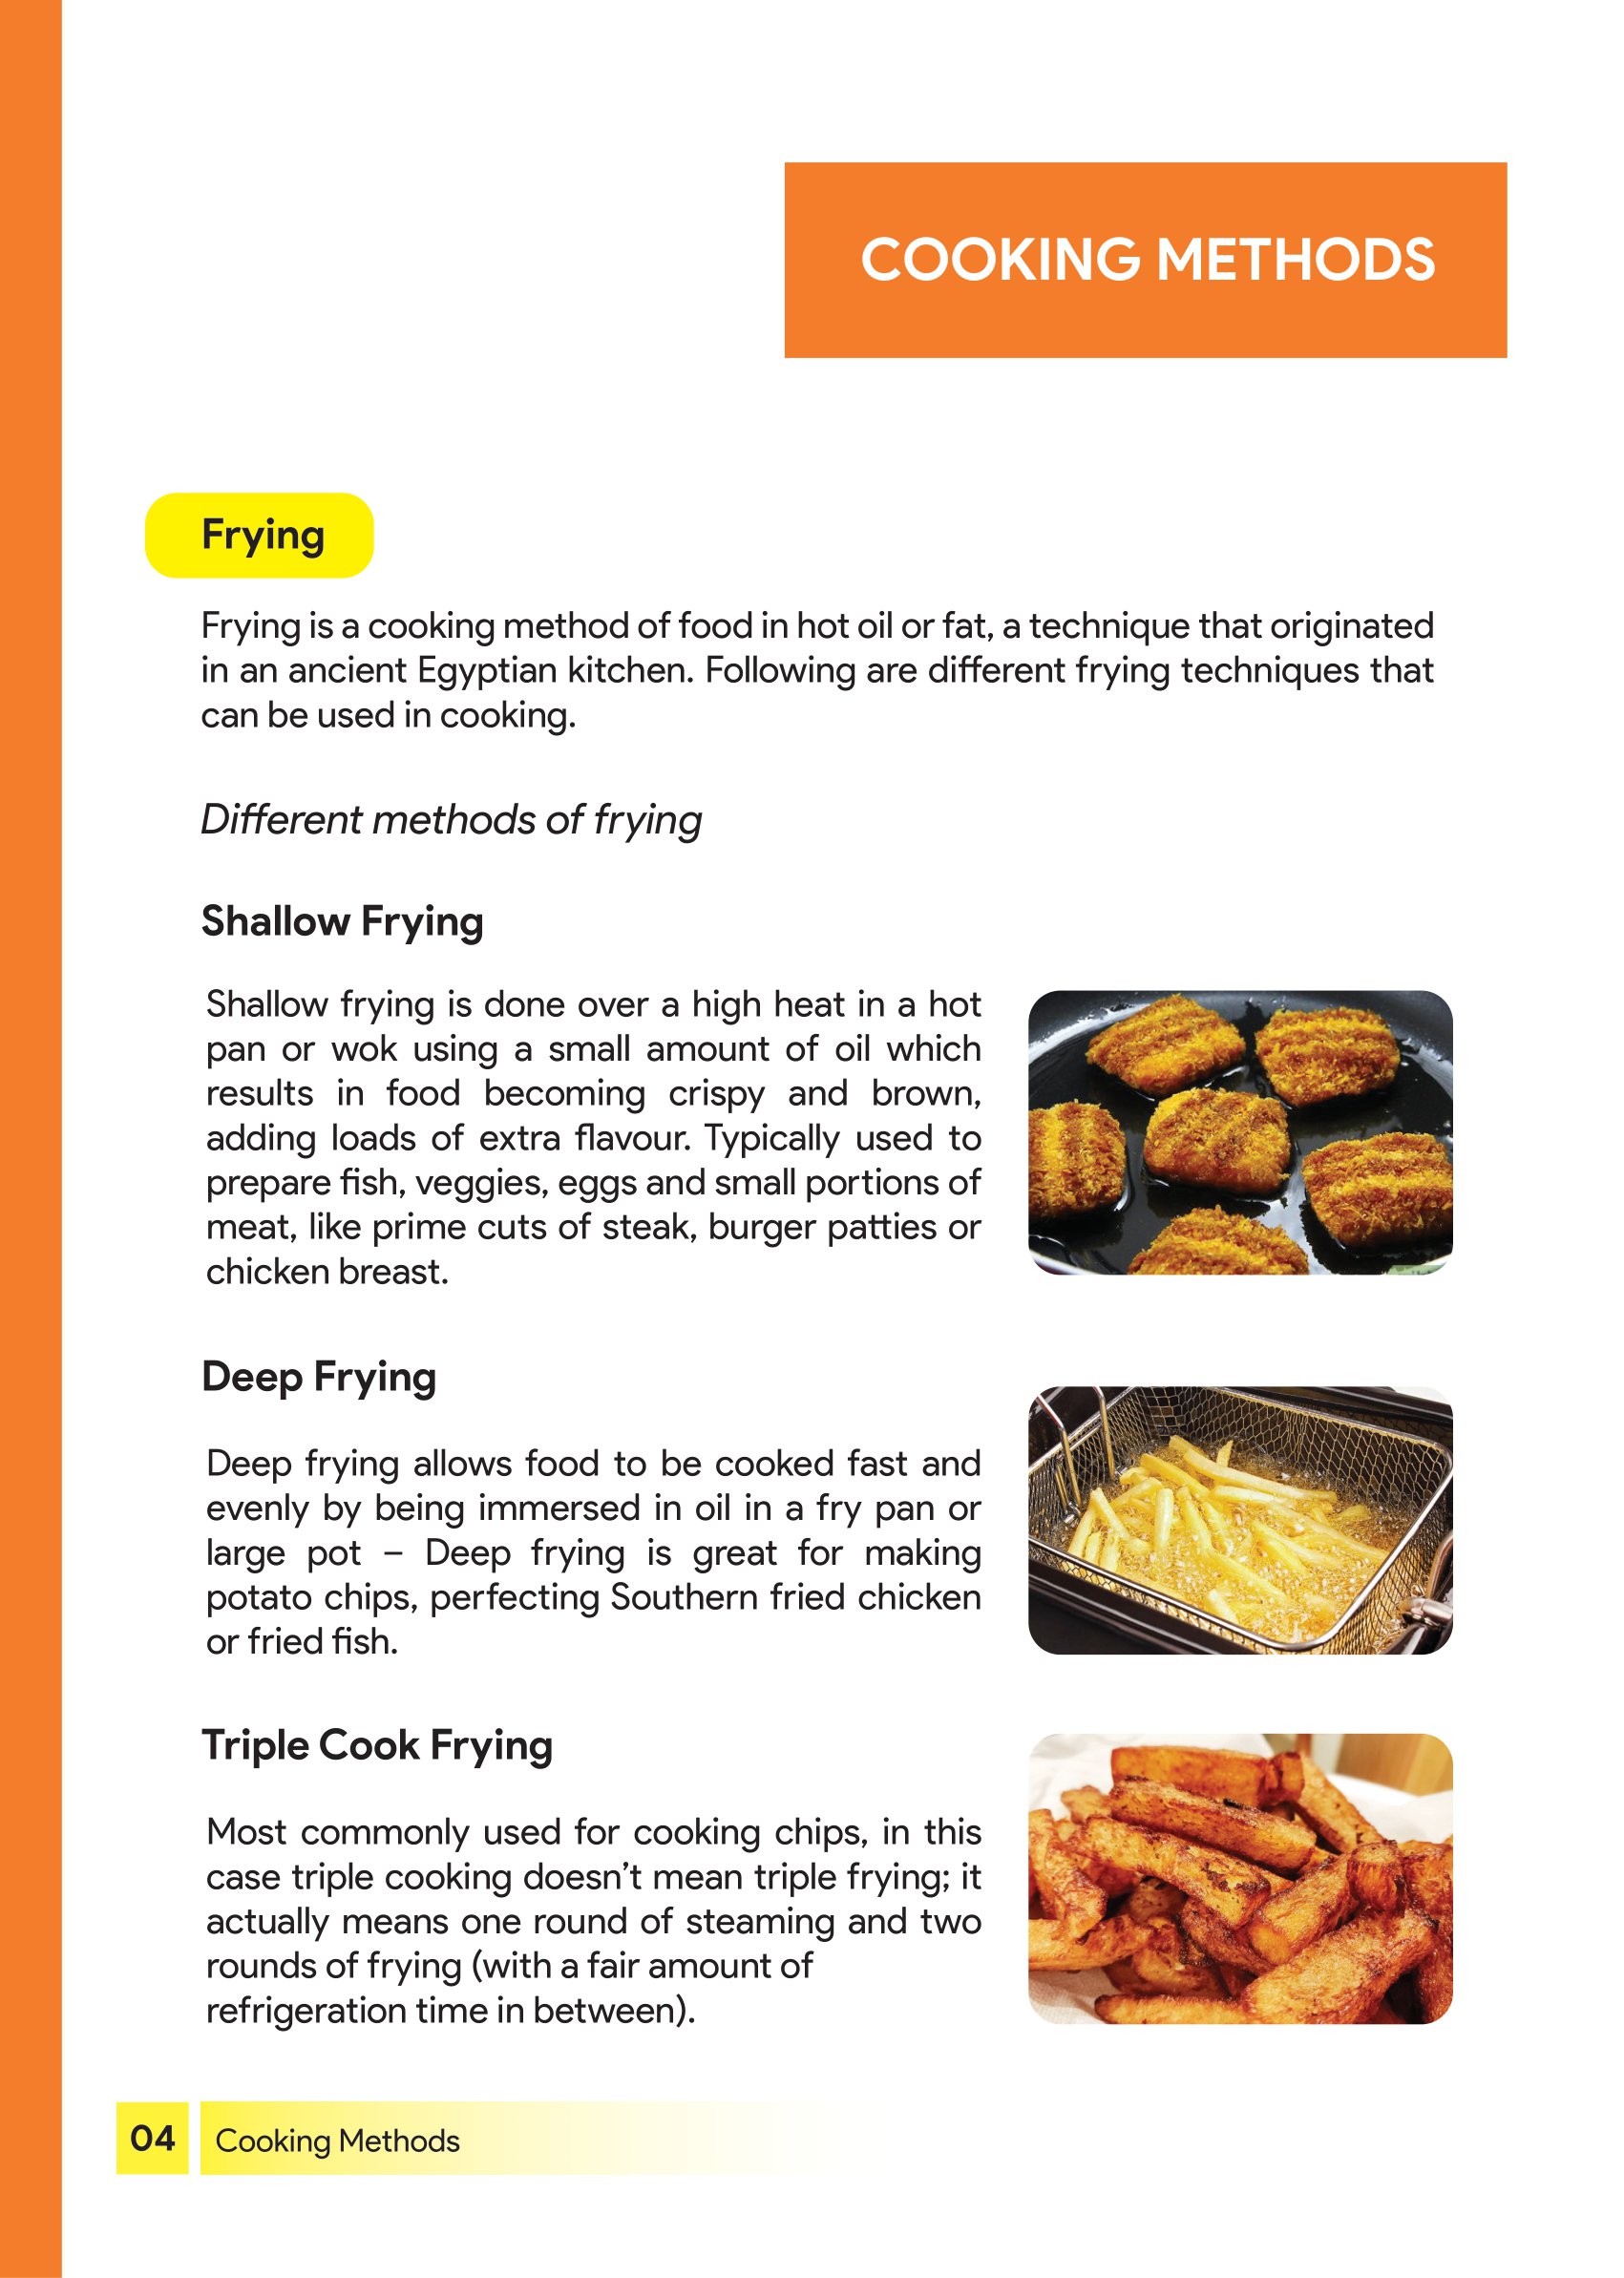 COOKING METHODS
Frying
Frying is a cooking method of food in hot oil or fat, a technique that originated
in an ancient Egyptian kitchen. Following are different frying techniques that
can be used in cooking.
Different methods of frying
Shallow Frying
Shallow frying is done over a high heat in a hot
pan or wok using a small amount of oil which
results in food becoming crispy and brown,
adding loads of extra flavour. Typically used to
prepare fish, veggies, eggs and small portions of
meat, like prime cuts of steak, burger patties or
chicken breast.
Deep Frying
Deep frying allows food to be cooked fast and
evenly by being immersed in oil in a fry pan or
large pot – Deep frying is great for making
potato chips, perfecting Southern fried chicken
or fried fish.
Triple Cook Frying
Most commonly used for cooking chips, in this
case triple cooking doesn’t mean triple frying; it
actually means one round of steaming and two
rounds of frying (with a fair amount of
refrigeration time in between).
04
Cooking Methods